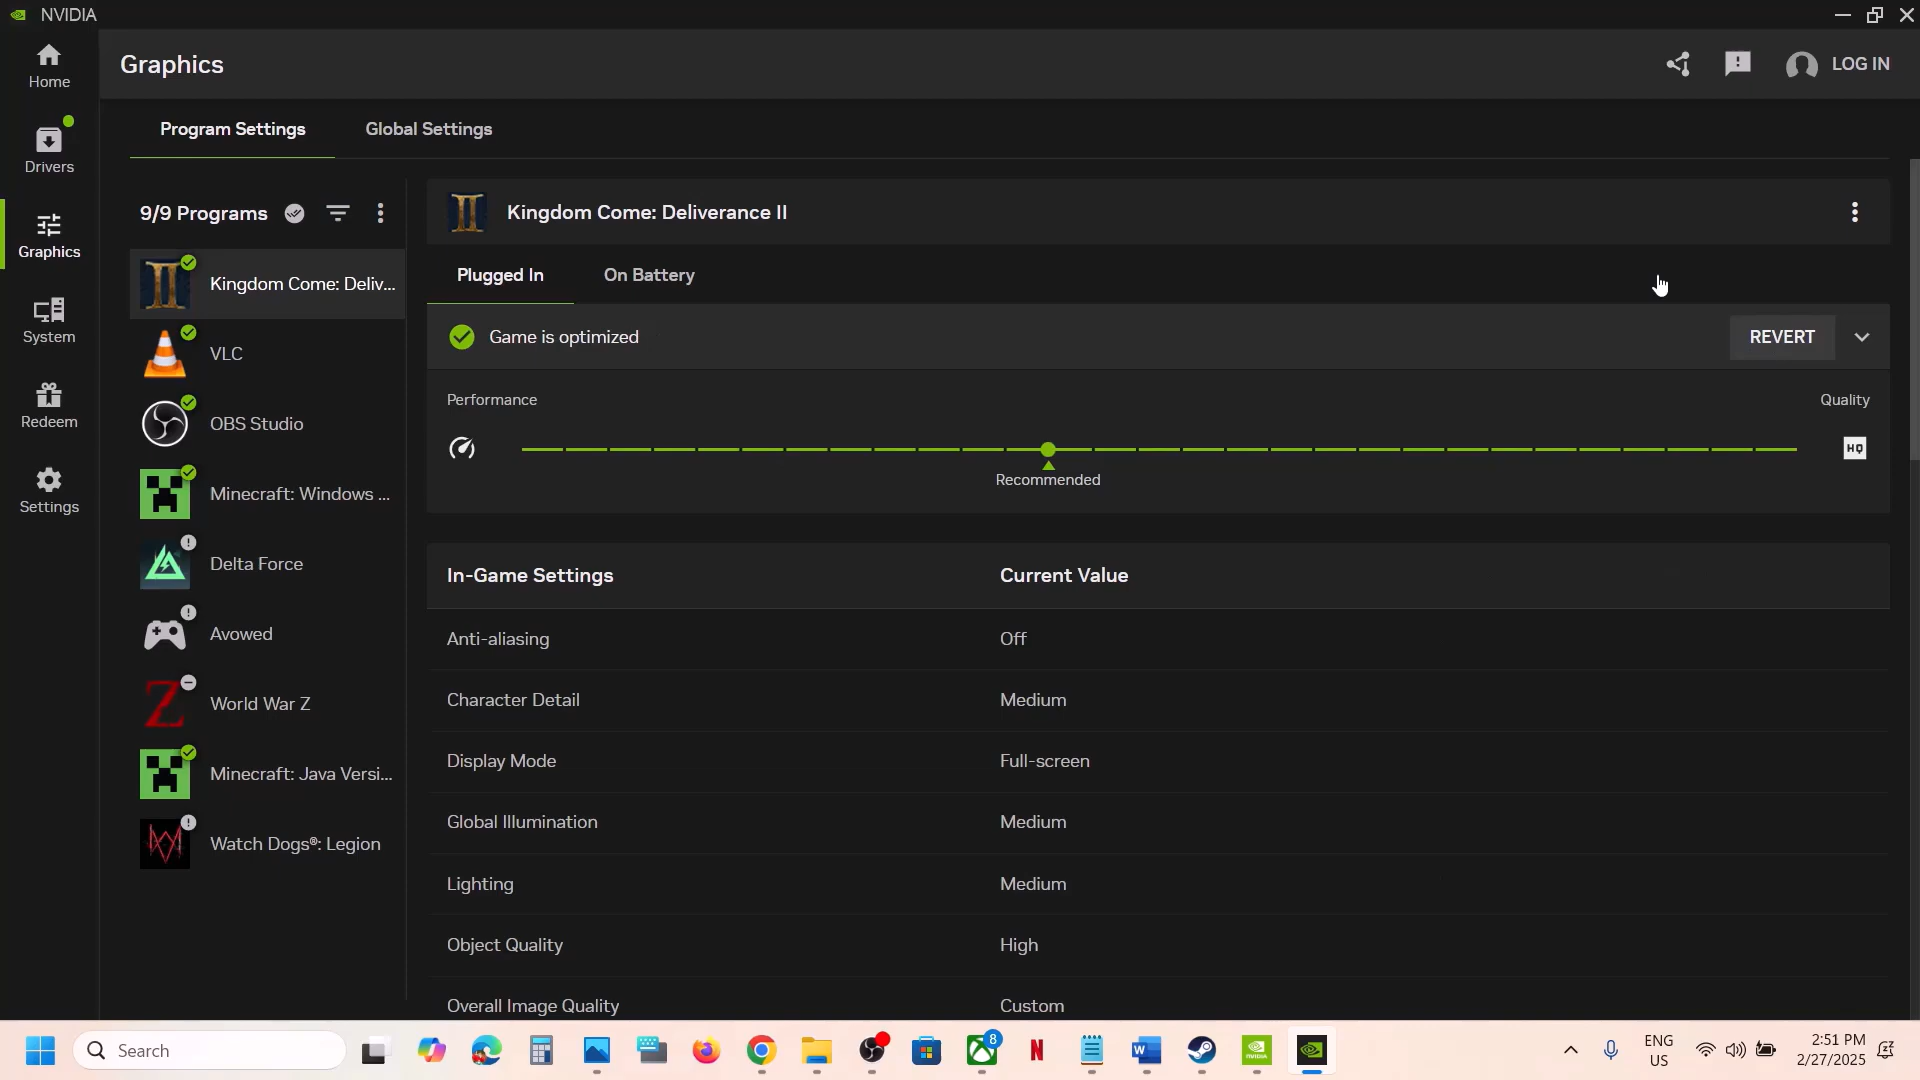 NVIDIA
Home
Drivers
Graphics
System
Redeem
Settings
Graphics
LOG IN
Program Settings
Global Settings
9/9 Programs
Kingdom Come: Deliv...
VLC
OBS Studio
Minecraft: Windows ...
Delta Force
Avowed
World War Z
Minecraft: Java Versi...
Watch Dogs®: Legion
II
Kingdom Come: Deliverance II
Plugged In
On Battery
Game is optimized
REVERT
Performance
Quality
HQ
Recommended
In-Game Settings
Current Value
Anti-aliasing
Off
Character Detail
Medium
Display Mode
Full-screen
Global Illumination
Medium
Lighting
Medium
Object Quality
High
Overall Image Quality
Custom
Search
8
ENG
US
2:51 PM
2/27/2025